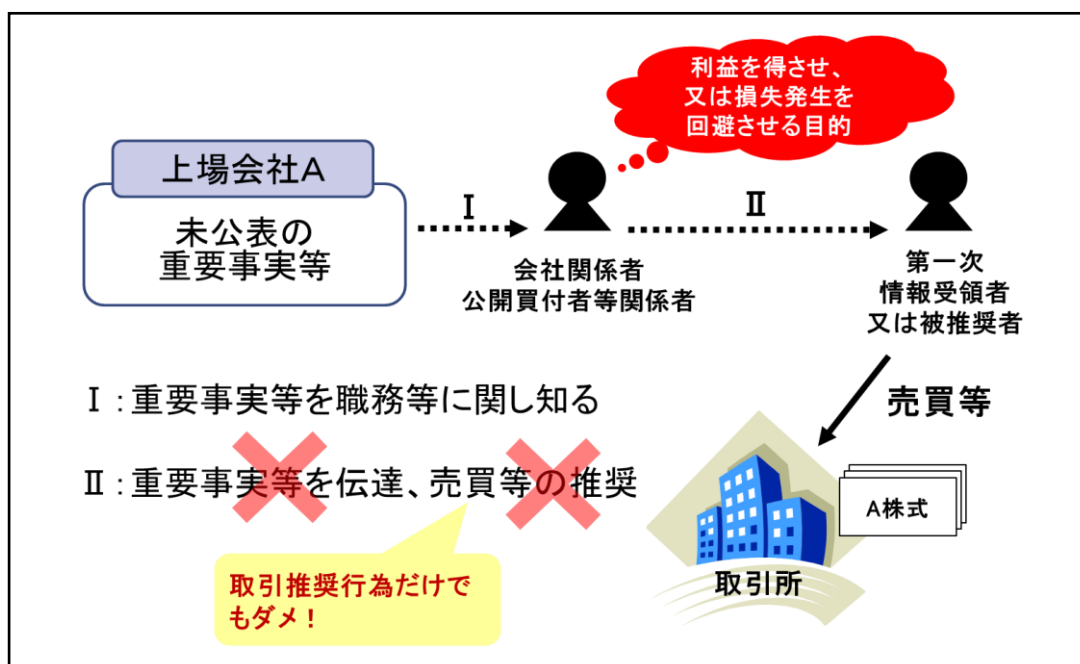 利益を得させ、
又は損失発生を
回避させる目的
上場会社A
未公表の
重要事実等
Ⅰ
Ⅱ
会社関係者
公開買付者等関係者
第一次
情報受領者
又は被推奨者
Ⅰ：重要事実等を職務等に関し知る
売買等
Ⅱ：重要事実等を伝達、売買等の推奨
A株式
取引所
取引推奨行為だけで
もダメ！